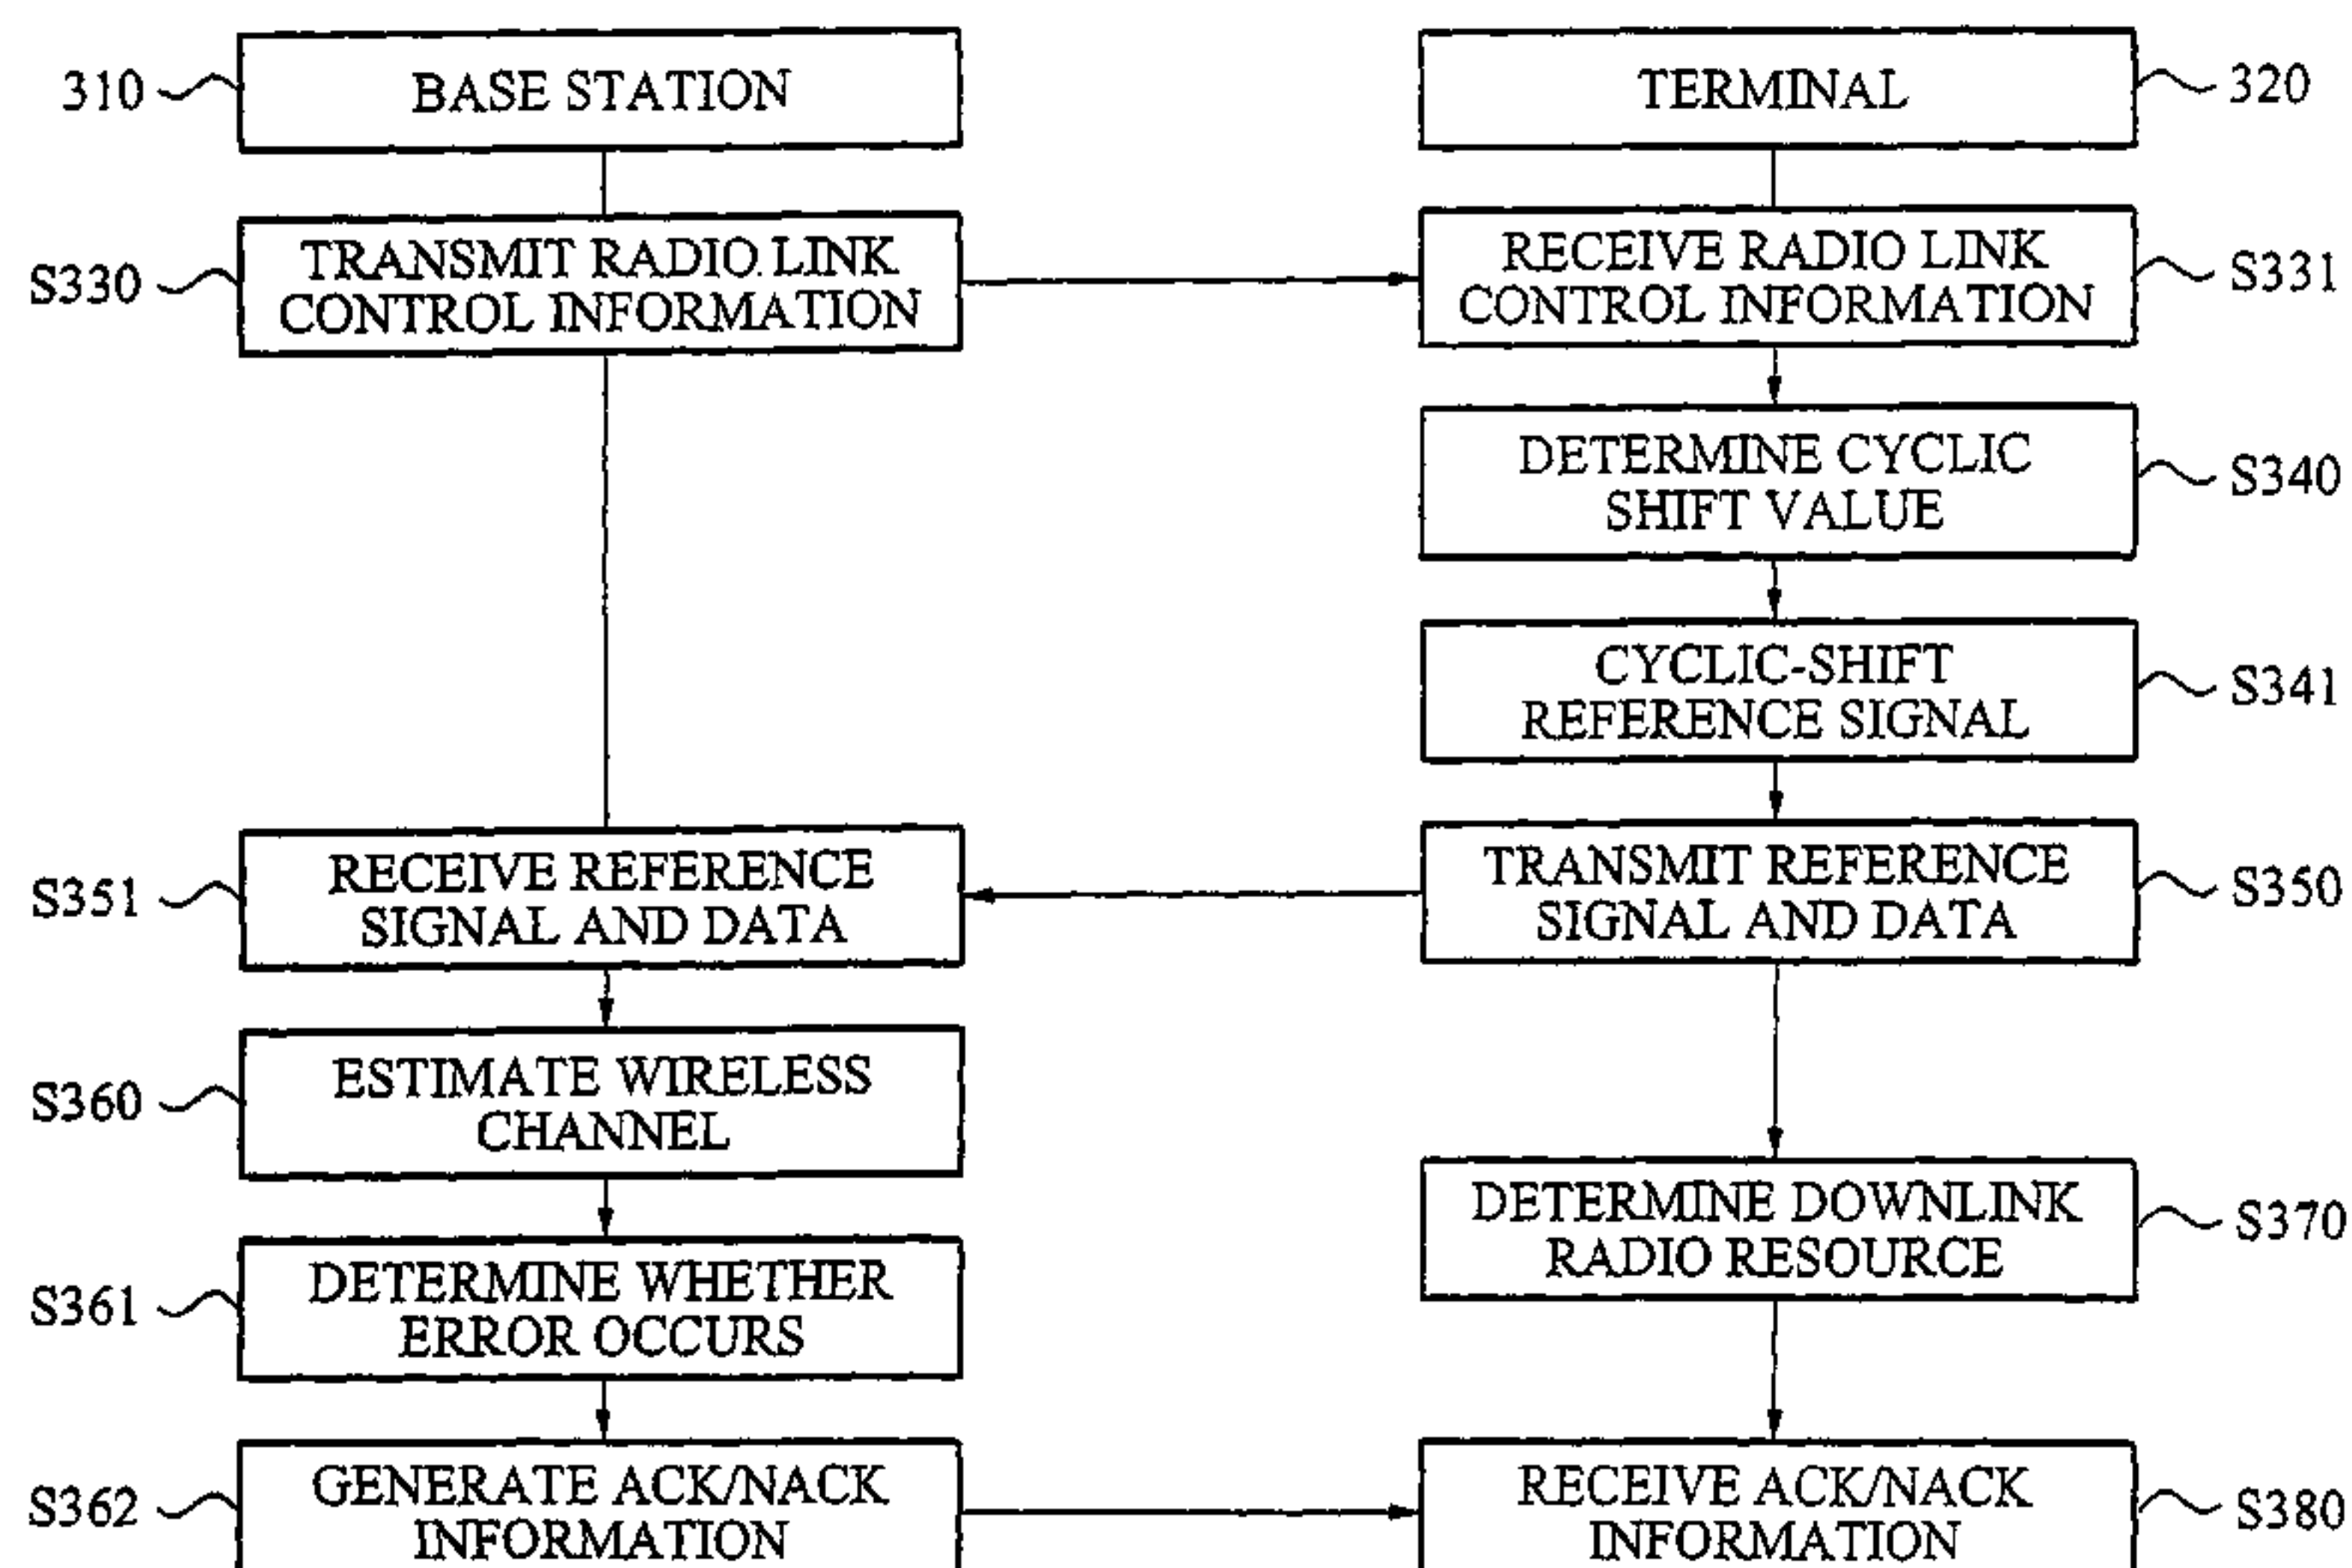 310
BASE STATION
TERMINAL
320
S330
TRANSMIT RADIO LINK
CONTROL INFORMATION
RECEIVE RADIO LINK
CONTROL INFORMATION
S331
DETERMINE CYCLIC
SHIFT VALUE
S340
CYCLIC-SHIFT
REFERENCE SIGNAL
S341
S351
RECEIVE REFERENCE
SIGNAL AND DATA
TRANSMIT REFERENCE
SIGNAL AND DATA
S350
S360
ESTIMATE WIRELESS
CHANNEL
DETERMINE DOWNLINK
RADIO RESOURCE
S370
S361
DETERMINE WHETHER
ERROR OCCURS
S362
GENERATE ACK/NACK
INFORMATION
RECEIVE ACK/NACK
INFORMATION
S380